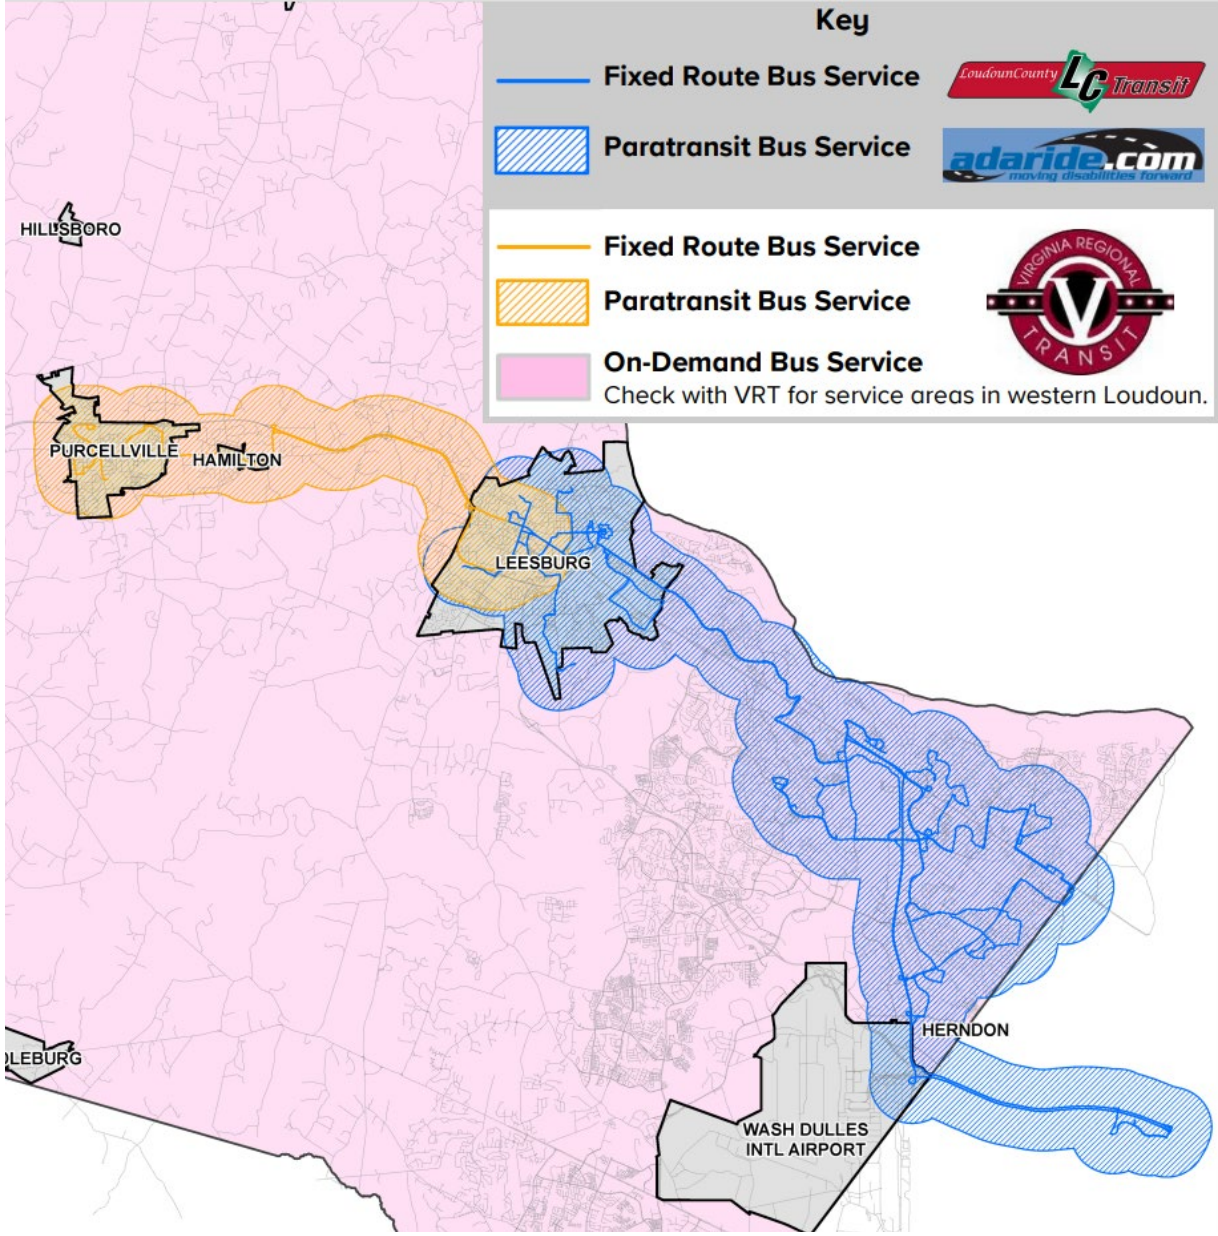 Key
Fixed Route Bus Service
LoudounCounty LC Transit
Paratransit Bus Service
adaride.com
moving disabilities forward
Fixed Route Bus Service
Paratransit Bus Service
VIRGINIA REGIONAL
V
TRANSIT
On-Demand Bus Service
Check with VRT for service areas in western Loudoun.
HILLSBORO
PURCELLVILLE
HAMILTON
LEESBURG
HERNDON
DLEBURG
WASH DULLES
INTL AIRPORT